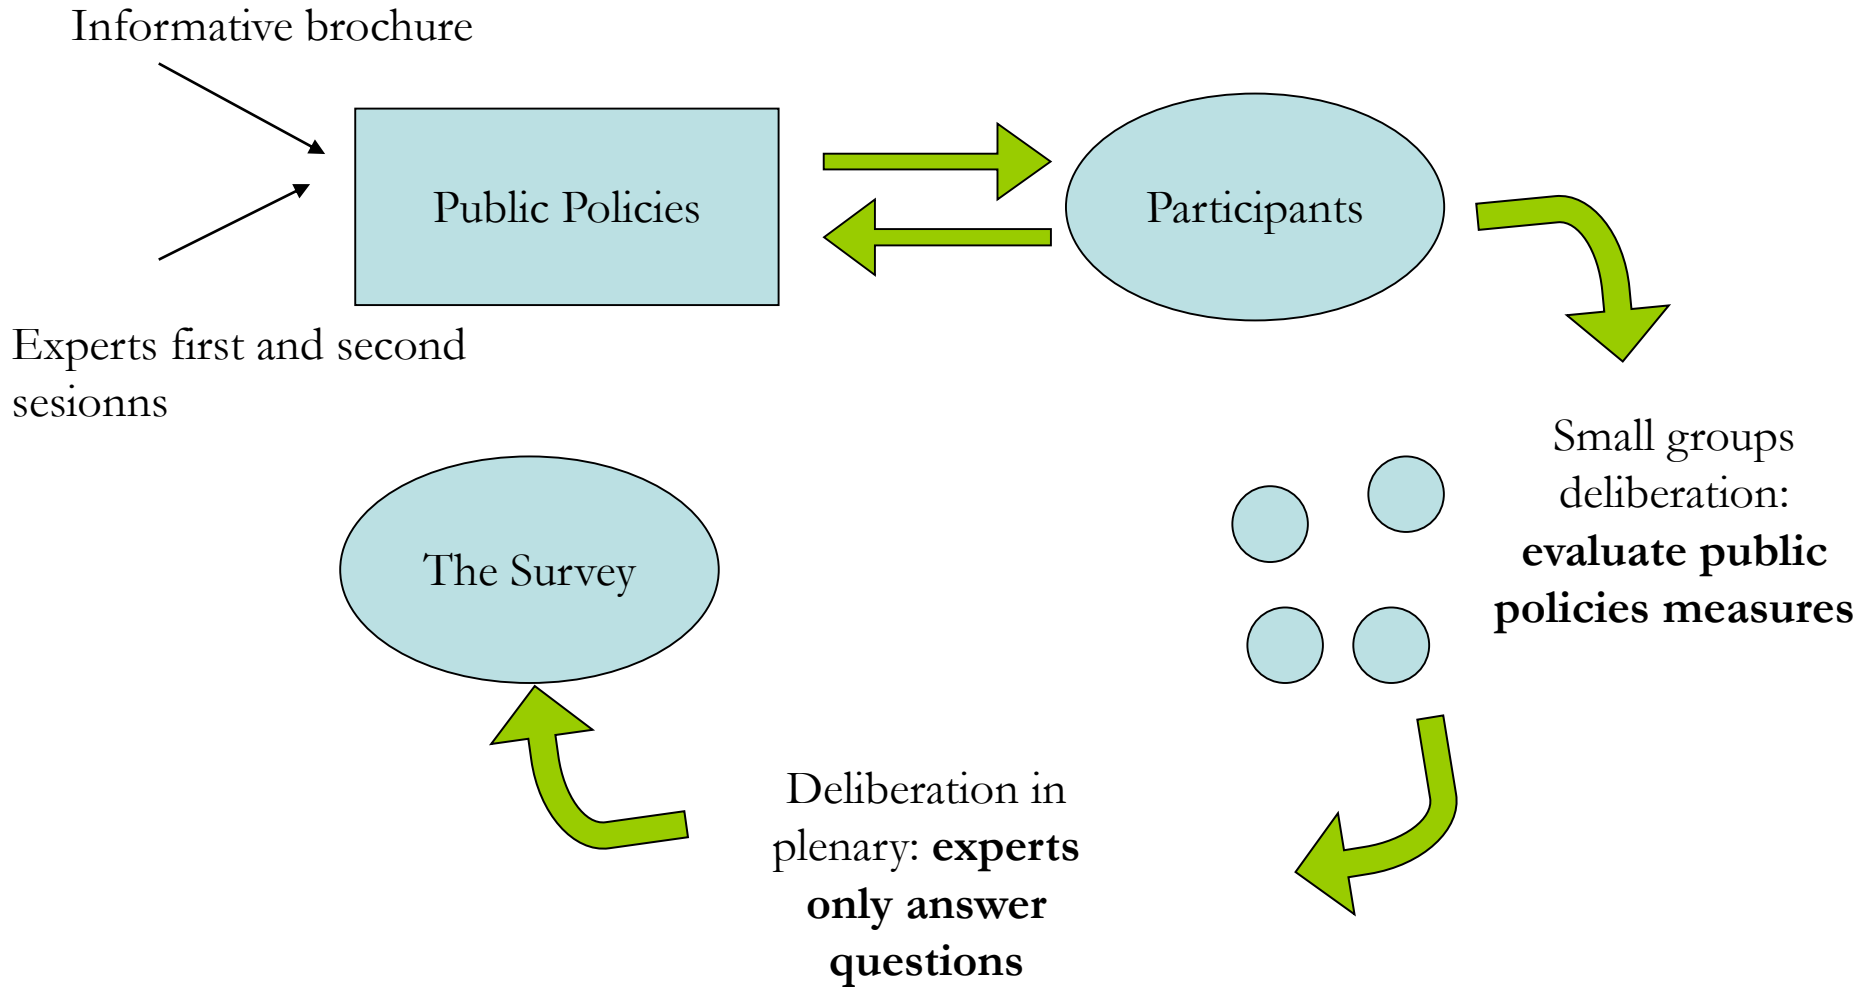 Informative brochure
Public Policies
Participants
Experts first and second
sesionns
Small groups
deliberation:
evaluate public
policies measures
The Survey
Deliberation in
plenary: experts
only answer
questions